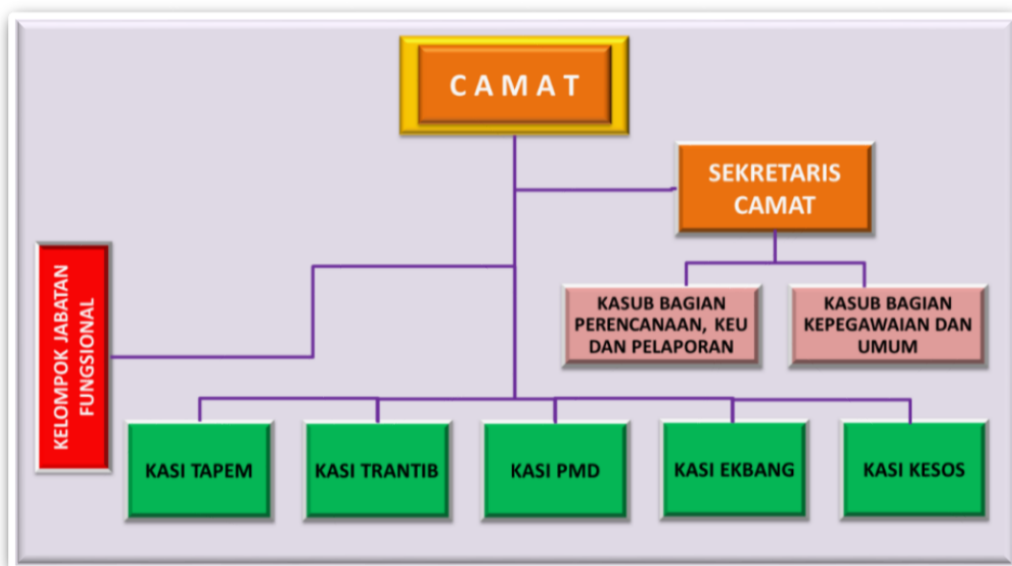 C A M A T
SEKRETARIS
CAMAT
KELOMPOK JABATAN
FUNGSIONAL
KASUB BAGIAN
PERENCANAAN, KEU
DAN PELAPORAN
KASUB BAGIAN
KEPEGAWAIAN DAN
UMUM
KASI TAPEM
KASI TRANTIB
KASI PMD
KASI EKBANG
KASI KESOS